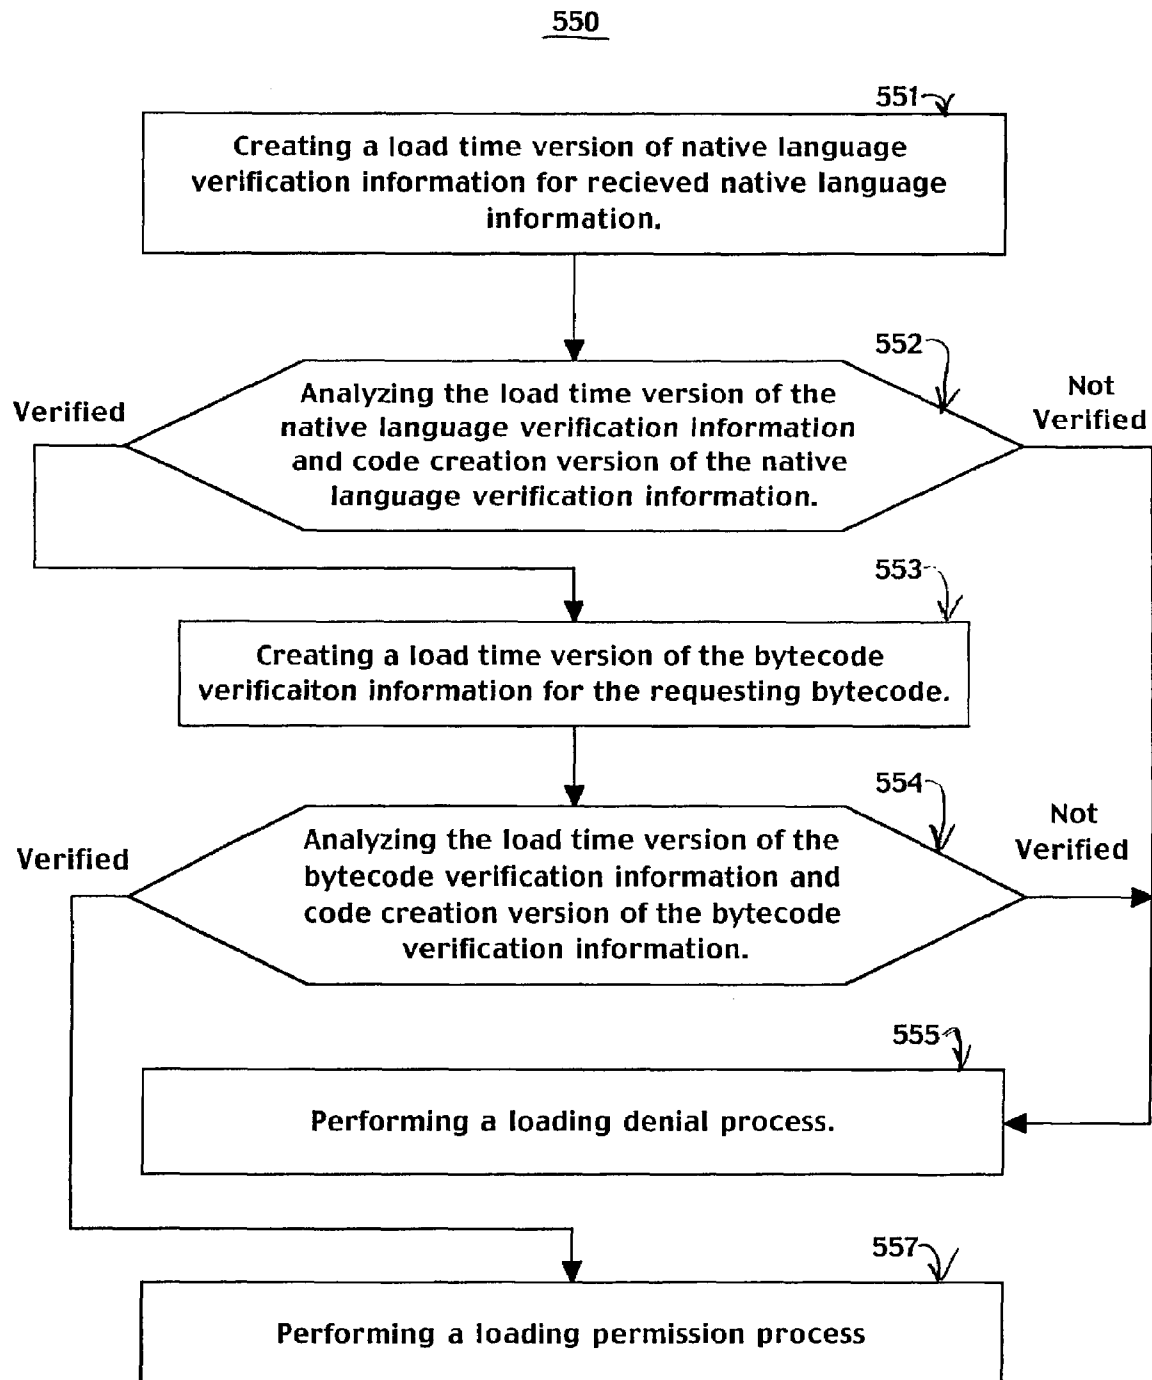 550
551
Creating a load time version of native language
verification information for recieved native language
information.
552
Verified
Not
Verified
Analyzing the load time version of the
native language verification information
and code creation version of the native
language verification information.
553
Creating a load time version of the bytecode
verificaiton information for the requesting bytecode.
554
Verified
Not
Verified
Analyzing the load time version of the
bytecode verification information and
code creation version of the bytecode
verification information.
555
Performing a loading denial process.
557
Performing a loading permission process